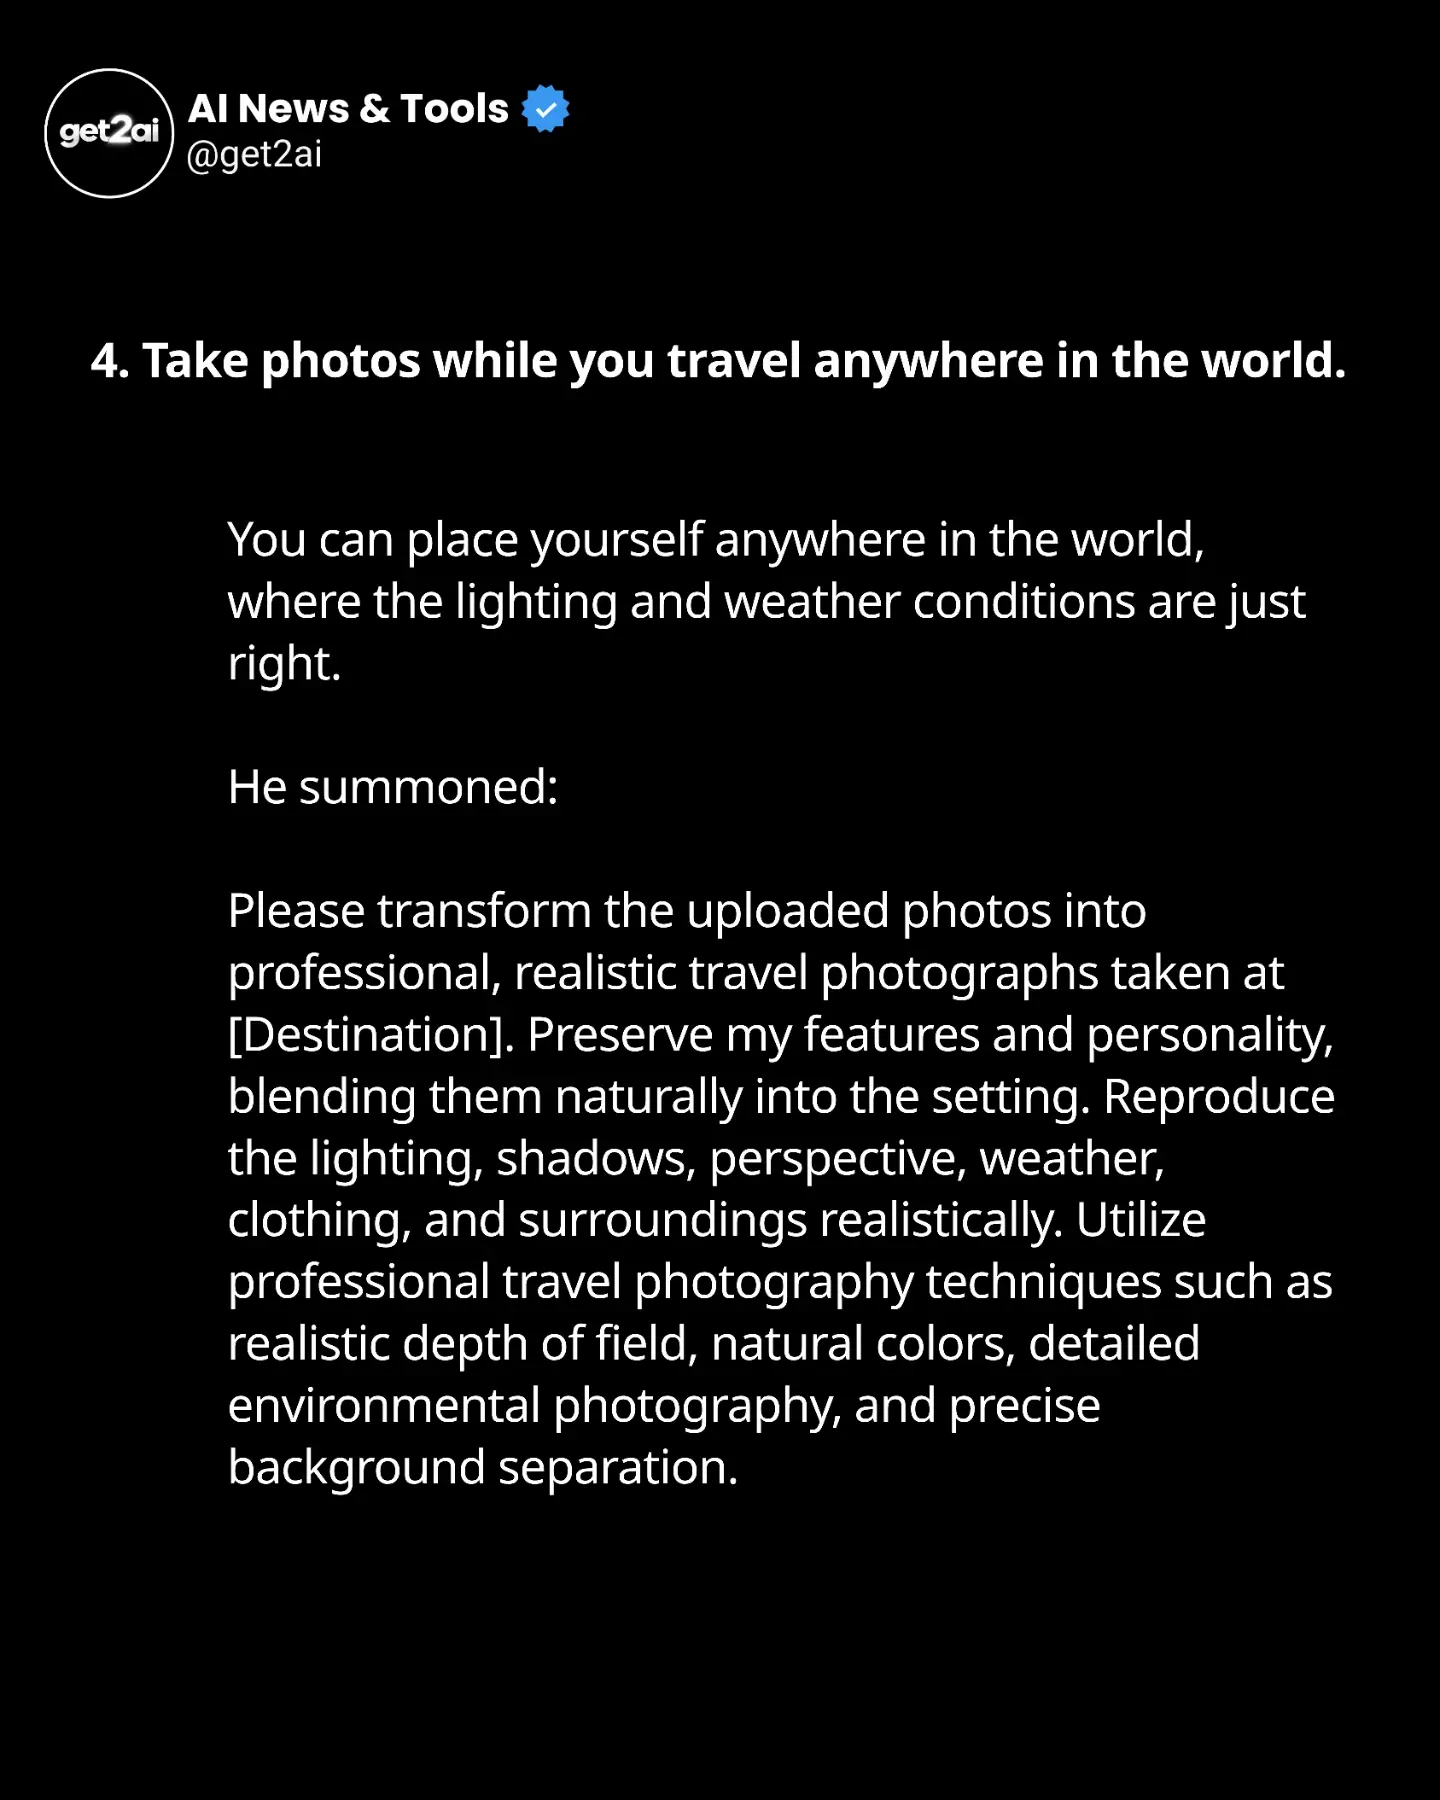 get2ai
AI News & Tools
@get2ai
4. Take photos while you travel anywhere in the world.
You can place yourself anywhere in the world,
where the lighting and weather conditions are just
right.
He summoned:
Please transform the uploaded photos into
professional, realistic travel photographs taken at
[Destination]. Preserve my features and personality,
blending them naturally into the setting. Reproduce
the lighting, shadows, perspective, weather,
clothing, and surroundings realistically. Utilize
professional travel photography techniques such as
realistic depth of field, natural colors, detailed
environmental photography, and precise
background separation.